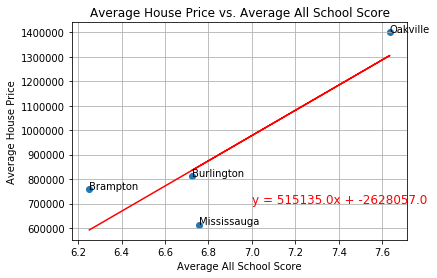 Average House Price vs. Average All School Score
1400000
1300000
1200000
1100000
1000000
900000
800000
700000
600000
Average House Price
Oakville
Burlington
Brampton
Mississauga
y = 515135.0x + -2628057.0
6.2 6.4 6.6 6.8 7.0 7.2 7.4 7.6
Average All School Score